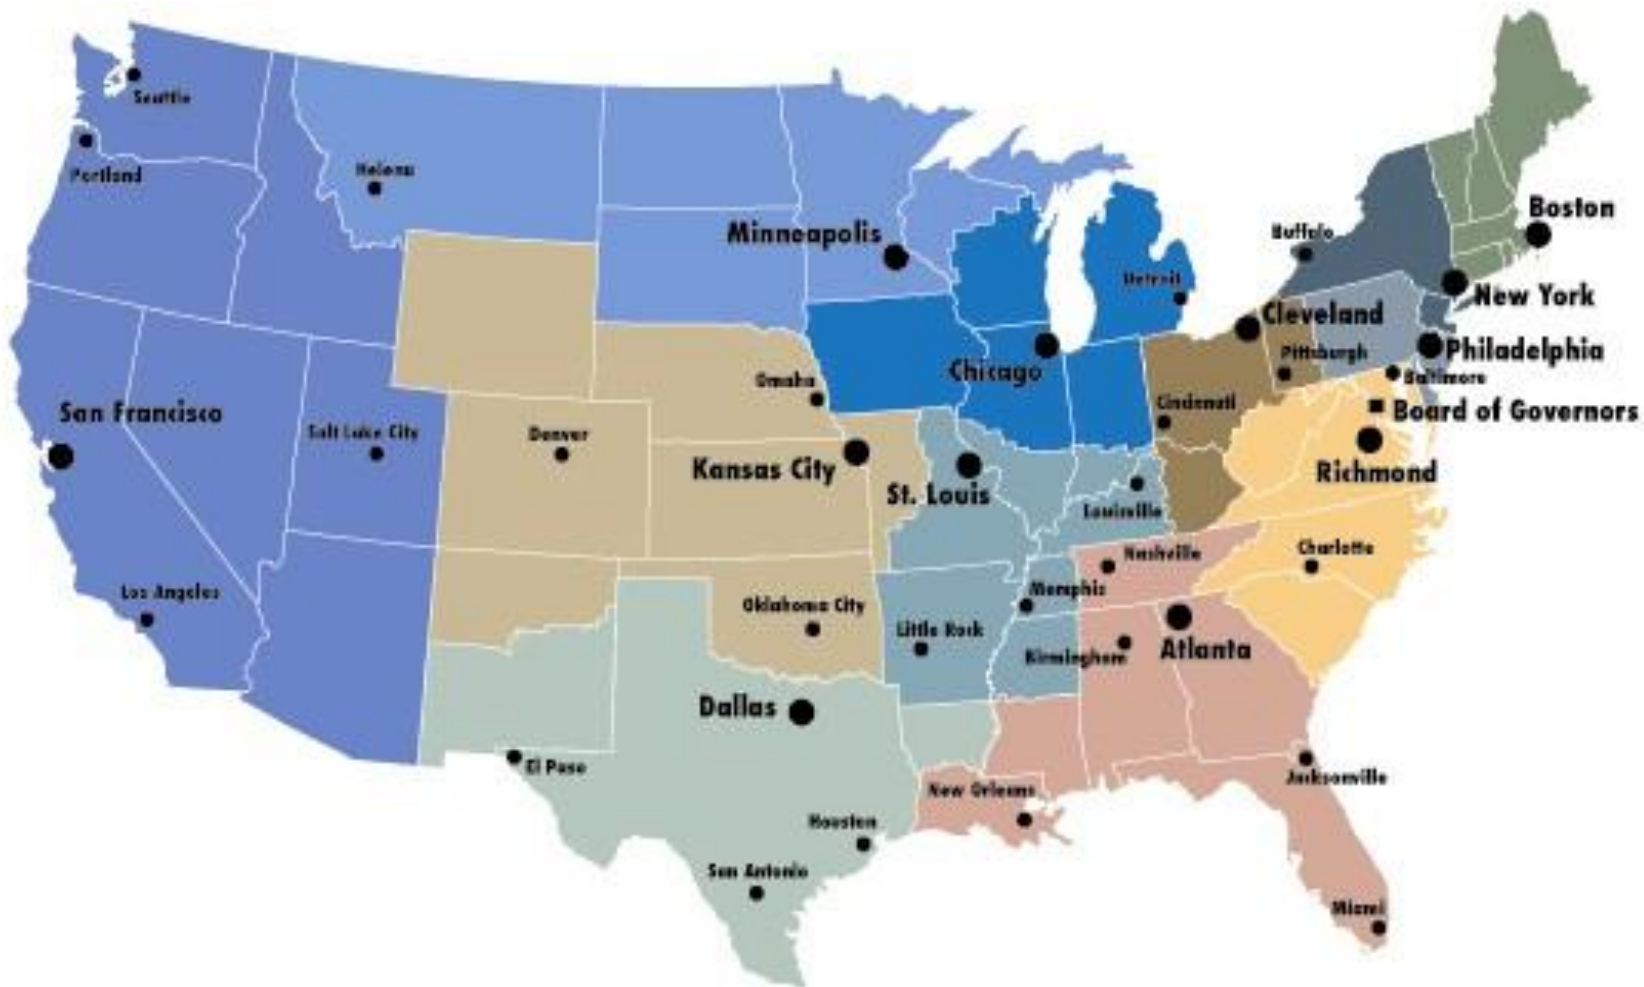 Seattle
Portland
Helena
Minneapolis
Boston
Buffalo
Detroit
New York
Cleveland
Philadelphia
Pittsburgh
Baltimore
Chicago
Omaha
Cincinnati
Board of Governors
San Francisco
Salt Lake City
Denver
Kansas City
St. Louis
Richmond
Louisville
Charlotte
Nashville
Los Angeles
Memphis
Oklahoma City
Little Rock
Birmingham
Atlanta
Dallas
El Paso
Jacksonville
New Orleans
Houston
San Antonio
Miami